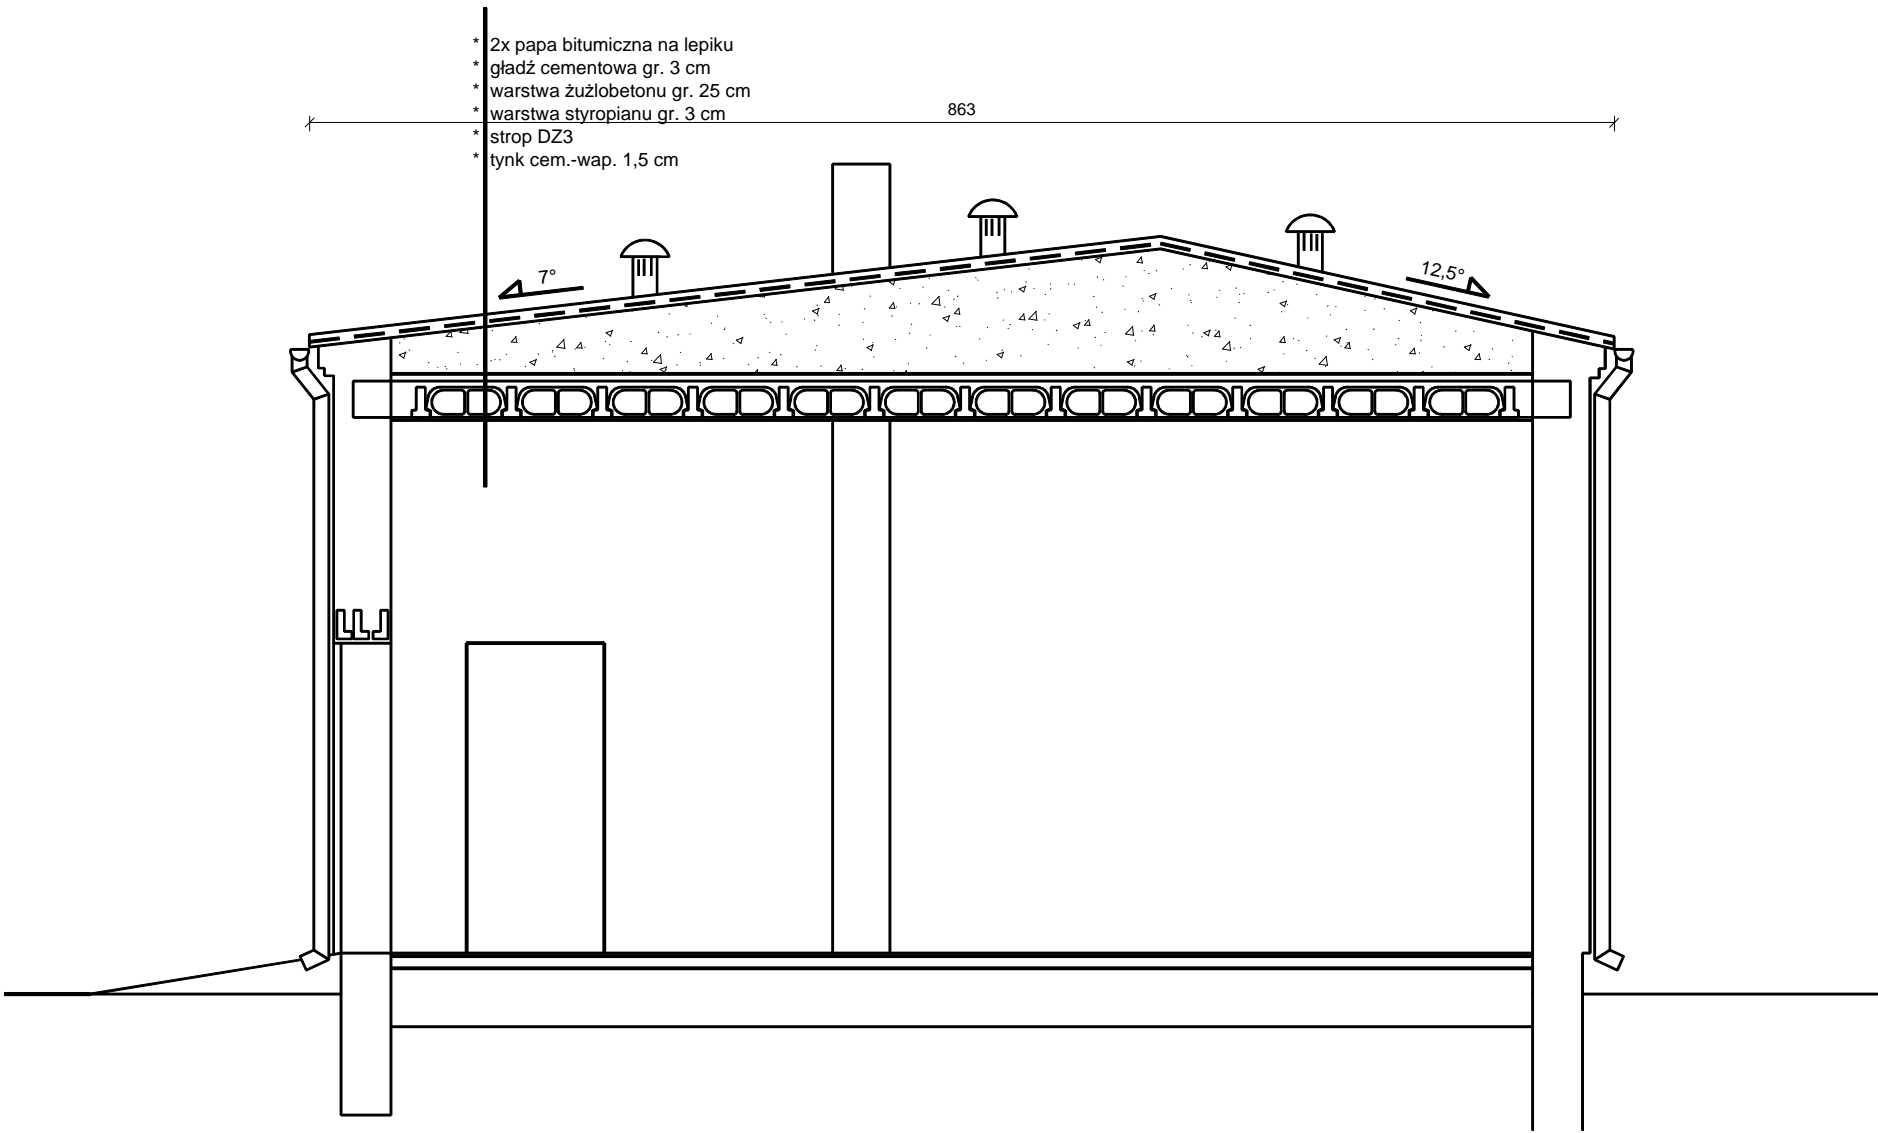 * 2x papa bitumiczna na lepiku
* gładź cementowa gr. 3 cm
* warstwa żużlobetonu gr. 25 cm
* warstwa styropianu gr. 3 cm
* strop DZ3
* tynk cem.-wap. 1,5 cm
863
7°
12,5°